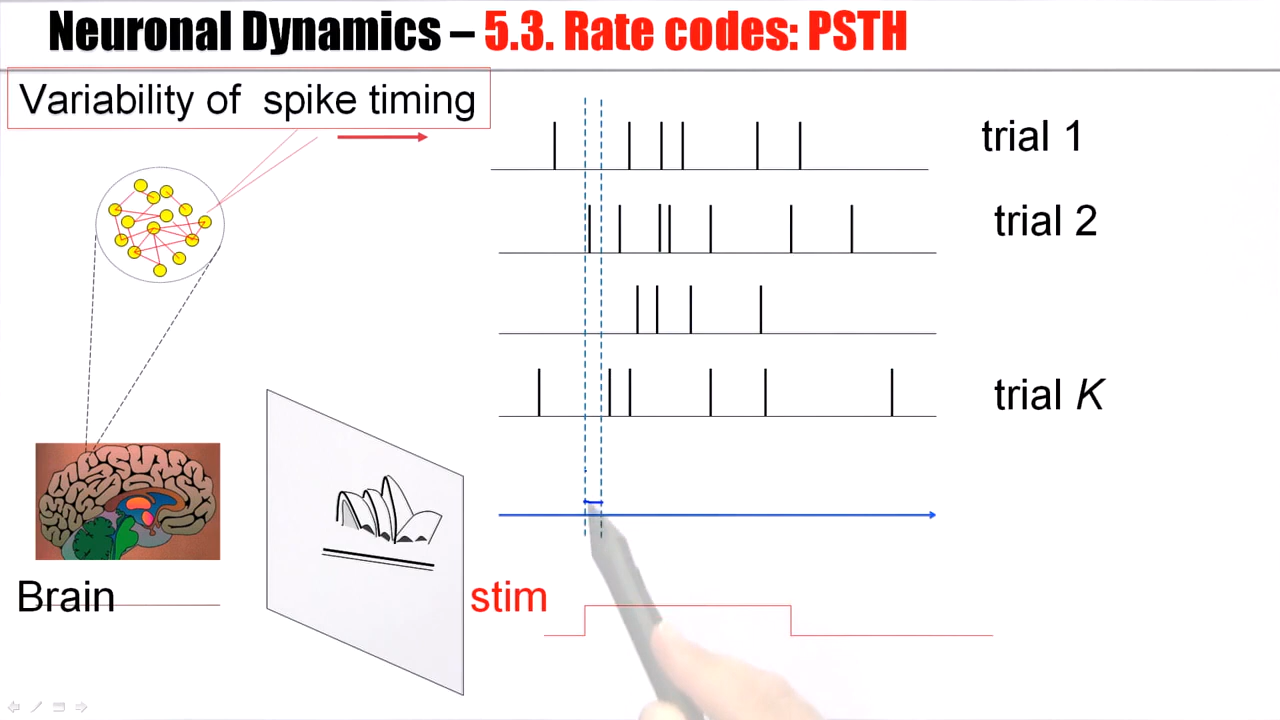 Neuronal Dynamics – 5.3. Rate codes: PSTH
Variability of spike timing
trial 1
trial 2
trial K
Brain
stim